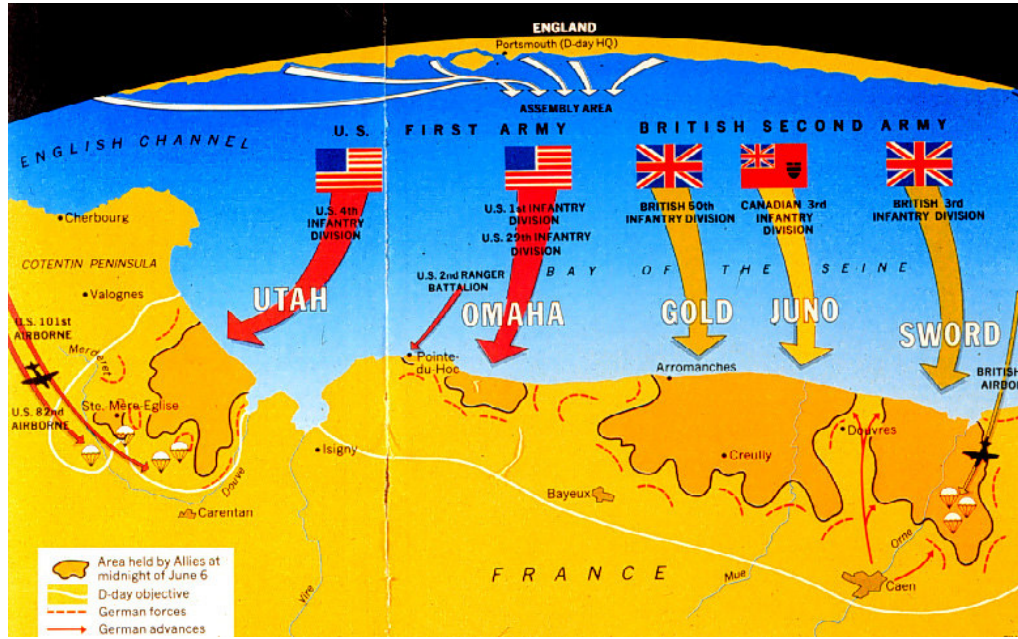 ENGLAND
Portsmouth (D-day HQ)
ASSEMBLY AREA
U. S. FIRST ARMY
BRITISH SECOND ARMY
ENGLISH CHANNEL
U.S. 4th
INFANTRY
DIVISION
U.S. 1st INFANTRY
DIVISION
U.S. 29th INFANTRY
DIVISION
BRITISH 50th
INFANTRY DIVISION
CANADIAN 3rd
INFANTRY
DIVISION
BRITISH 3rd
INFANTRY DIVISION
Cherbourg
COTENTIN PENINSULA
Valognes
U.S. 2nd RANGER
BATTALION
BAY OF THE SEINE
UTAH
OMAHA
GOLD
JUNO
SWORD
U.S. 101st
AIRBORNE
Merderet
Pointe-
du-Hoc
Arromanches
BRITISH
U.S. 82nd
AIRBORNE
Ste. Mère-Eglise
Isigny
Douvres
Creully
Douve
Bayeux
Carentan
Orne
FRANCE
Mue
Caen
Vire
Area held by Allies at
midnight of June 6
D-day objective
German forces
German advances